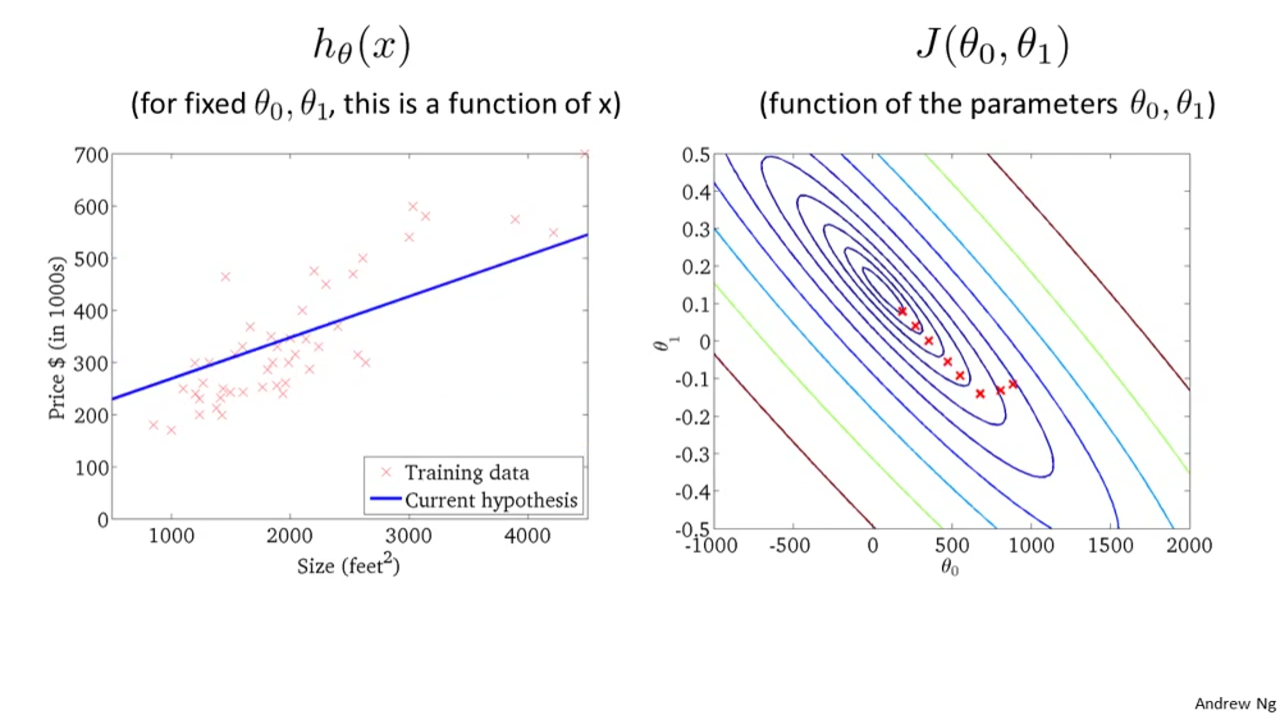 hθ(x)
(for fixed θ0, θ1, this is a function of x)
700
600
500
400
300
200
100
0
Price $ (in 1000s)
1000 2000 3000 4000
Size (feet²)
Training data
Current hypothesis
J(θ0, θ1)
(function of the parameters θ0, θ1)
0.5
0.4
0.3
0.2
0.1
0
-0.1
-0.2
-0.3
-0.4
-0.5
θ1
-1000 -500 0 500 1000 1500 2000
θ0
Andrew Ng